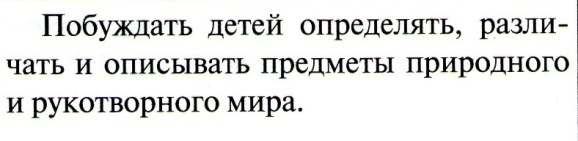 Побуждать детей определять, разли-
чать и описывать предметы природного
и рукотворного мира.